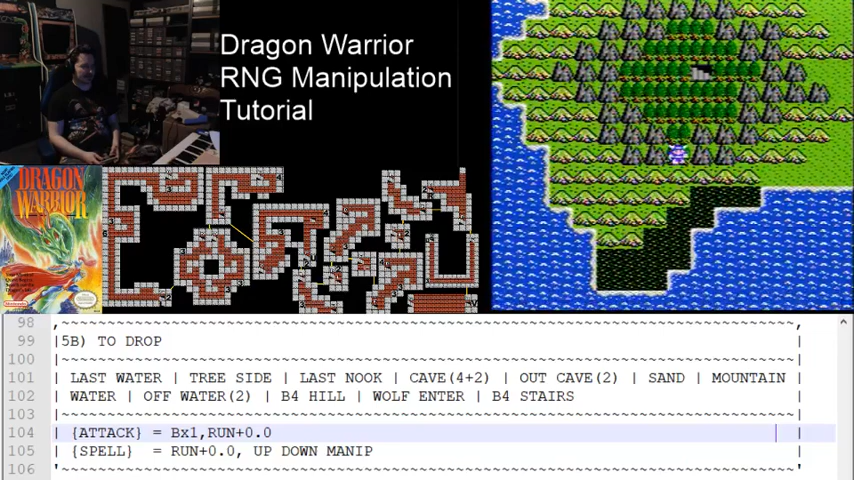 Dragon Warrior
RNG Manipulation
Tutorial
DRAGON
WARRIOR
98 ,~~~~~~~~~~~~~~~~~~~~~~~~~~~~~~~~~~~~~~~~~~~~~~~~~~~~~~~~~~~~~~~~~~~~~~~~~~~~~~~~,
99 |5B) TO DROP |
100 |~~~~~~~~~~~~~~~~~~~~~~~~~~~~~~~~~~~~~~~~~~~~~~~~~~~~~~~~~~~~~~~~~~~~~~~~~~~~~~~~|
101 | LAST WATER | TREE SIDE | LAST NOOK | CAVE(4+2) | OUT CAVE(2) | SAND | MOUNTAIN |
102 | WATER | OFF WATER(2) | B4 HILL | WOLF ENTER | B4 STAIRS |
103 |~~~~~~~~~~~~~~~~~~~~~~~~~~~~~~~~~~~~~~~~~~~~~~~~~~~~~~~~~~~~~~~~~~~~~~~~~~~~~~~~|
104 | {ATTACK} = Bx1,RUN+0.0 |
105 | {SPELL} = RUN+0.0, UP DOWN MANIP |
106 '~~~~~~~~~~~~~~~~~~~~~~~~~~~~~~~~~~~~~~~~~~~~~~~~~~~~~~~~~~~~~~~~~~~~~~~~~~~~~~~~'